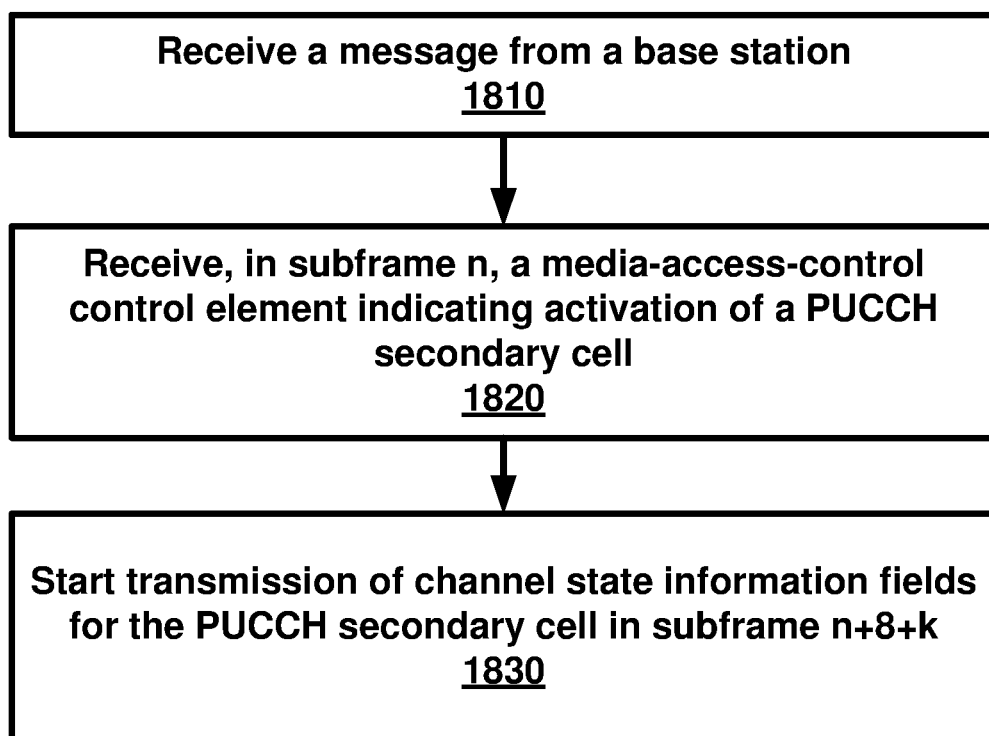 Receive a message from a base station
1810
Receive, in subframe n, a media-access-control
control element indicating activation of a PUCCH
secondary cell
1820
Start transmission of channel state information fields
for the PUCCH secondary cell in subframe n+8+k
1830